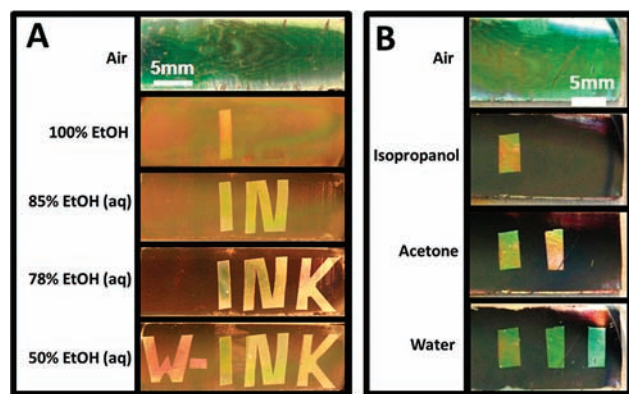 A
Air
5mm
100% EtOH
I
85% EtOH (aq)
IN
78% EtOH (aq)
INK
50% EtOH (aq)
W-INK
B
Air
5mm
Isopropanol
Acetone
Water